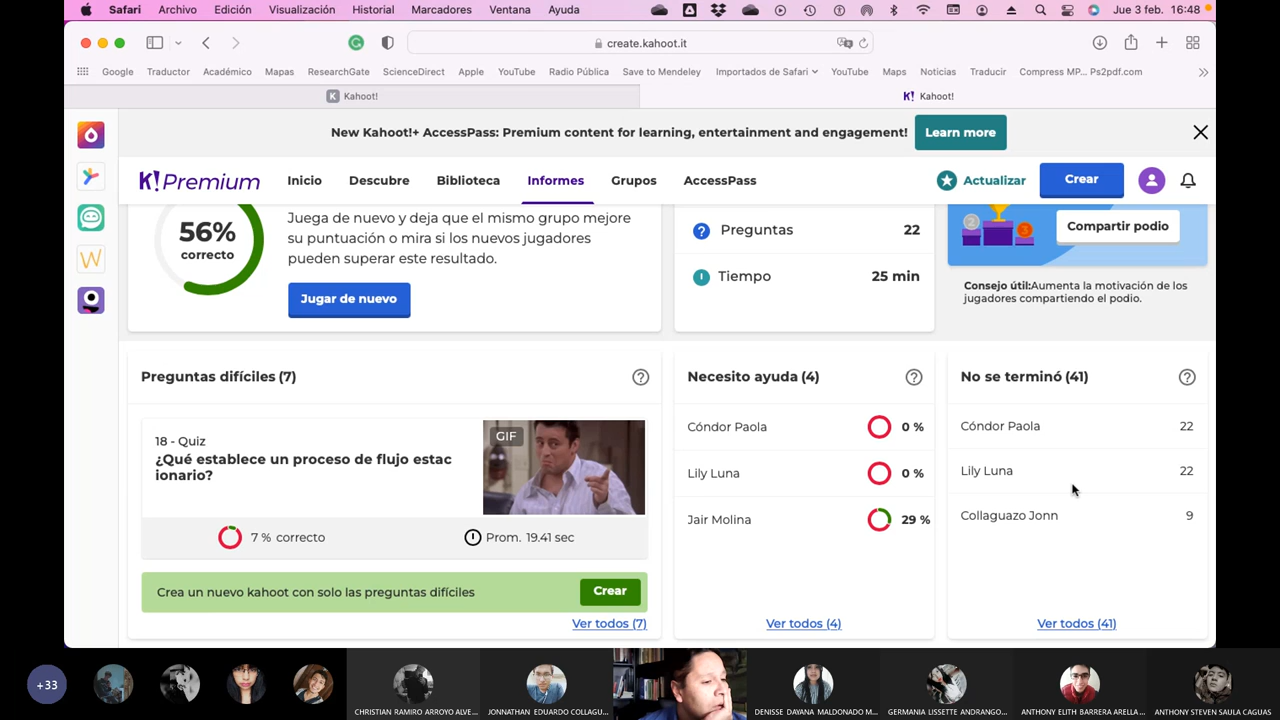 Safari Archivo Edición Visualización Historial Marcadores Ventana Ayuda Jue 3 feb. 16:48
create.kahoot.it
Google Traductor Académico Mapas ResearchGate ScienceDirect Apple YouTube Radio Pública Save to Mendeley Importados de Safari YouTube Maps Noticias Traducir Compress MP... Ps2pdf.com
K Kahoot! K! Kahoot!
New Kahoot!+ AccessPass: Premium content for learning, entertainment and engagement! Learn more
K! Premium Inicio Descubre Biblioteca Informes Grupos AccessPass Actualizar Crear
56%
correcto
Juega de nuevo y deja que el mismo grupo mejore
su puntuación o mira si los nuevos jugadores
pueden superar este resultado.
Jugar de nuevo
Preguntas 22
Tiempo 25 min
2 3
Compartir podio
Consejo útil:Aumenta la motivación de los
jugadores compartiendo el podio.
Preguntas difíciles (7)
18 - Quiz
¿Qué establece un proceso de flujo estac
ionario?
GIF
7 % correcto Prom. 19.41 sec
Crea un nuevo kahoot con solo las preguntas difíciles Crear
Ver todos (7)
Necesito ayuda (4)
Cóndor Paola 0 %
Lily Luna 0 %
Jair Molina 29 %
Ver todos (4)
No se terminó (41)
Cóndor Paola 22
Lily Luna 22
Collaguazo Jonn 9
Ver todos (41)
+33
CHRISTIAN RAMIRO ARROYO ALVE...
JONNATHAN EDUARDO COLLAGU...
DENISSE DAYANA MALDONADO M...
GERMANIA LISSETTE ANDRANGO...
ANTHONY ELITH BARRERA ARELLA...
ANTHONY STEVEN SAUILA CAGUAS